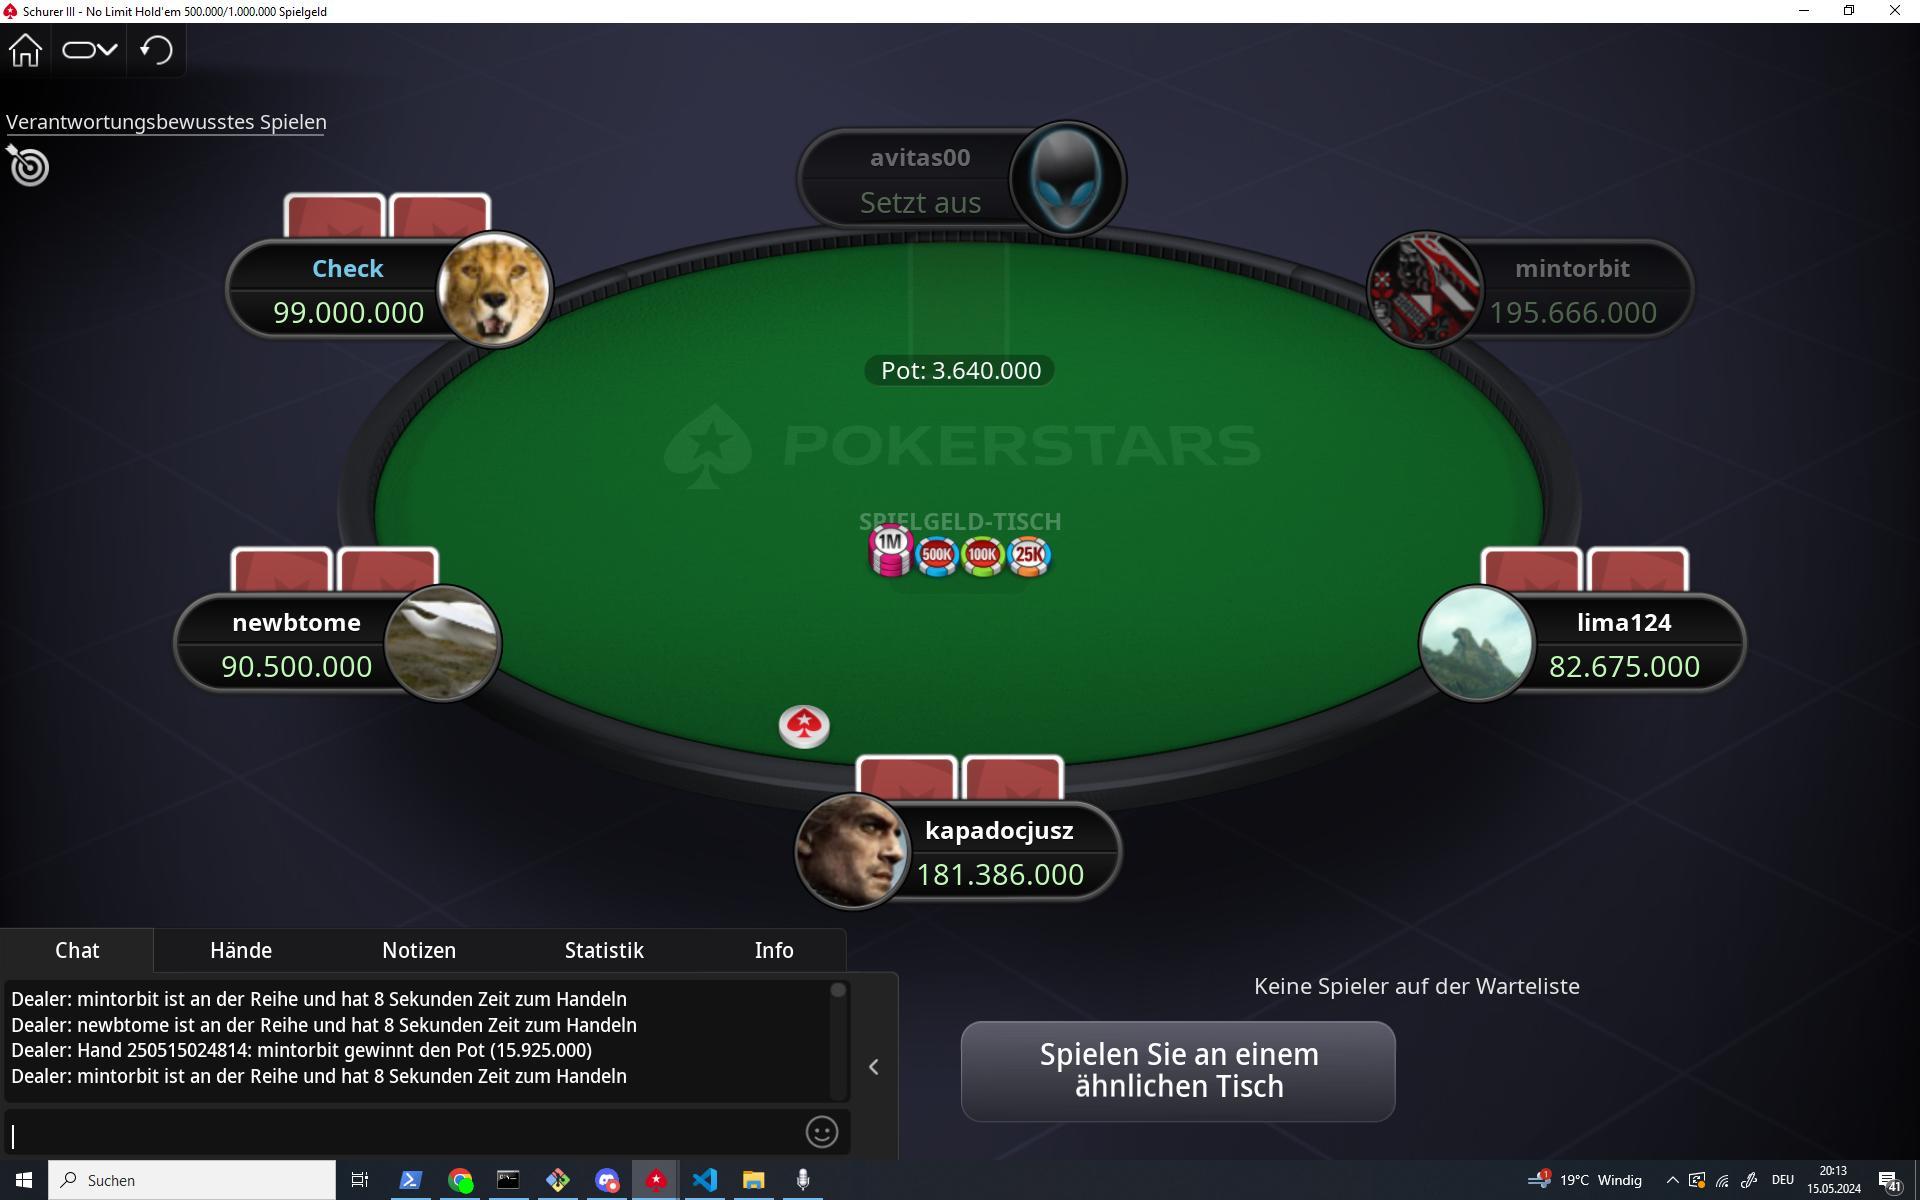 Schurer III - No Limit Hold'em 500.000/1.000.000 Spielgeld
Verantwortungsbewusstes Spielen
avitas00
Setzt aus
Check
99.000.000
mintorbit
195.666.000
Pot: 3.640.000
POKERSTARS
SPIELGELD-TISCH
1M 500K 100K 25K
newbtome
90.500.000
lima124
82.675.000
kapadocjusz
181.386.000
Chat Hände Notizen Statistik Info
Dealer: mintorbit ist an der Reihe und hat 8 Sekunden Zeit zum Handeln
Dealer: newbtome ist an der Reihe und hat 8 Sekunden Zeit zum Handeln
Dealer: Hand 250515024814: mintorbit gewinnt den Pot (15.925.000)
Dealer: mintorbit ist an der Reihe und hat 8 Sekunden Zeit zum Handeln
Keine Spieler auf der Warteliste
Spielen Sie an einem
ähnlichen Tisch
Suchen
1
19°C Windig
DEU
20:13
15.05.2024
41